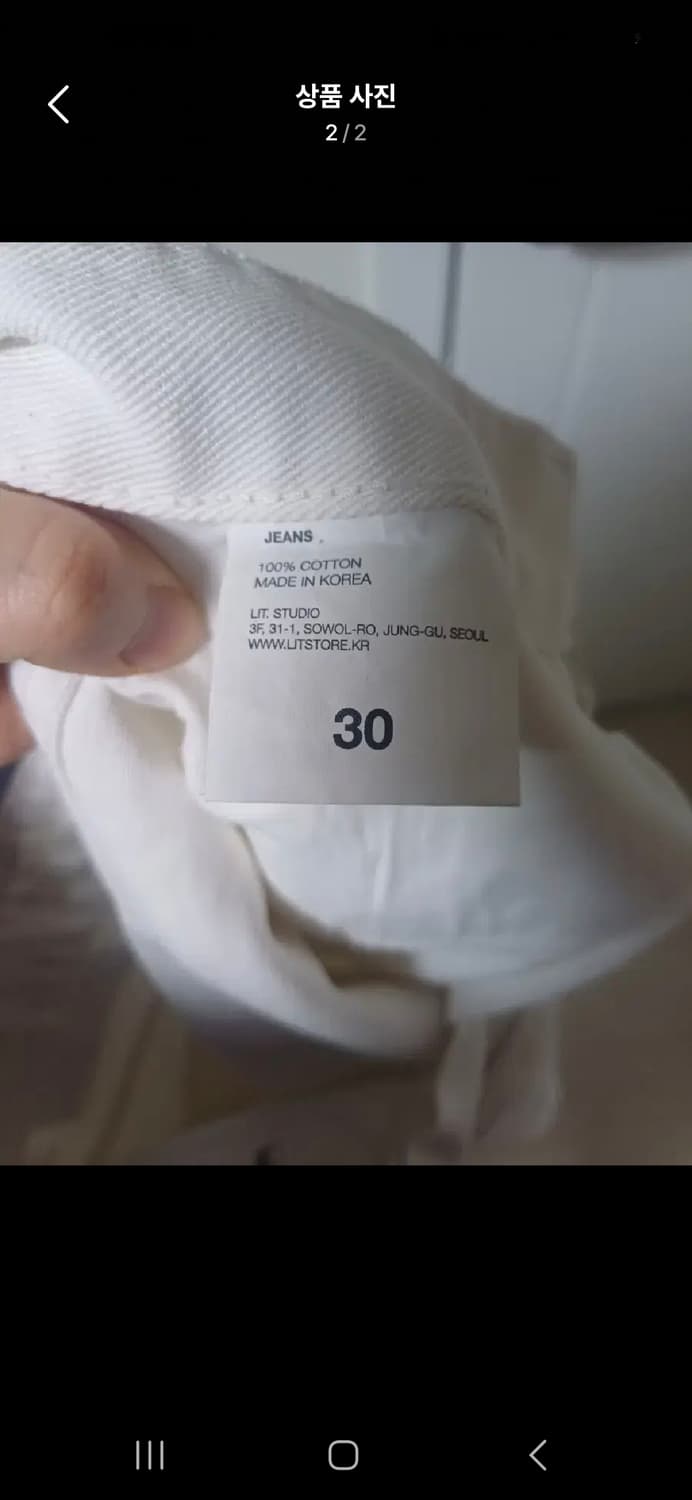 상품 사진
2/2
JEANS
100% COTTON
MADE IN KOREA
LIT. STUDIO
3F, 31-1, SOWOL-RO, JUNG-GU, SEOUL
WWW.LITSTORE.KR
30